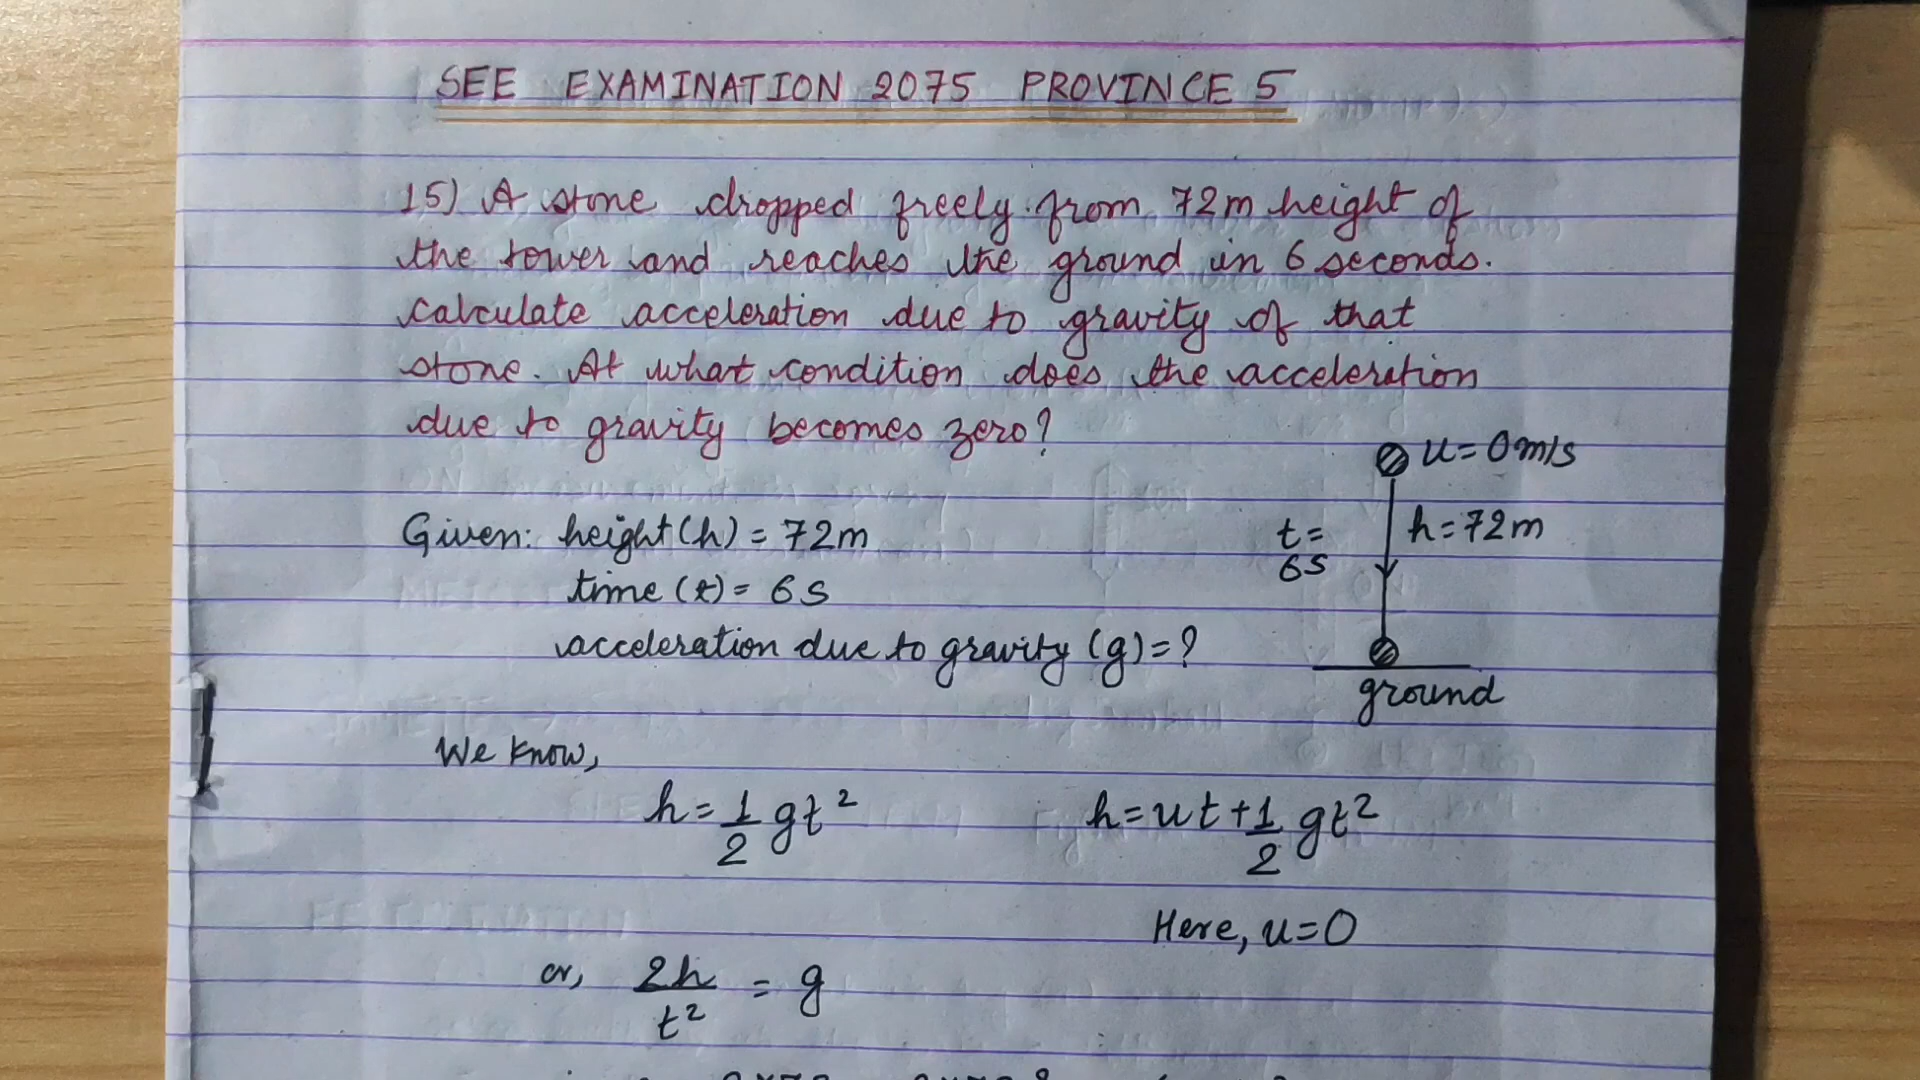 SEE EXAMINATION 2075 PROVINCE 5
15) A stone dropped freely from 72m height of
the tower and reaches the ground in 6 seconds.
Calculate acceleration due to gravity of that
stone. At what condition does the acceleration
due to gravity becomes zero?
u = 0 m/s
Given: height (h) = 72m
t = 6s
h = 72m
time (t) = 6s
acceleration due to gravity (g) = ?
ground
We know,
h = 1/2 gt²
h = ut + 1/2 gt²
Here, u = 0
or, 2h/t² = g